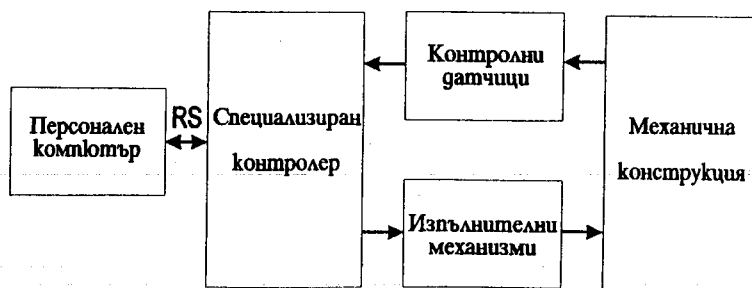 Персонален
компютър
RS
Специализиран
контролер
Контролни
датчици
Изпълнителни
механизми
Механична
конструкция